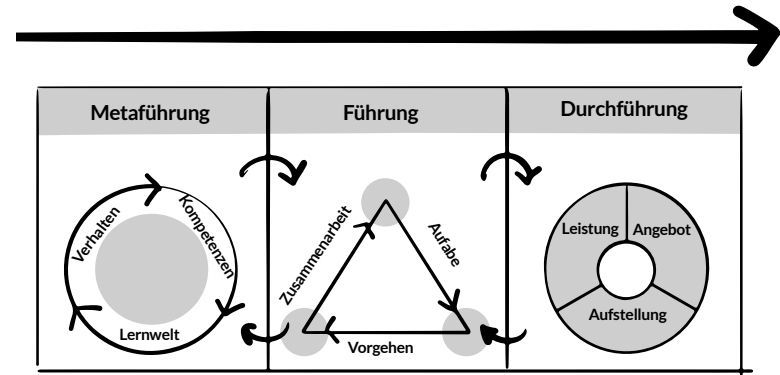 Metaführung
Führung
Durchführung
Verhalten
Kompetenzen
Lernwelt
Zusammenarbeit
Aufabe
Vorgehen
Leistung
Angebot
Aufstellung